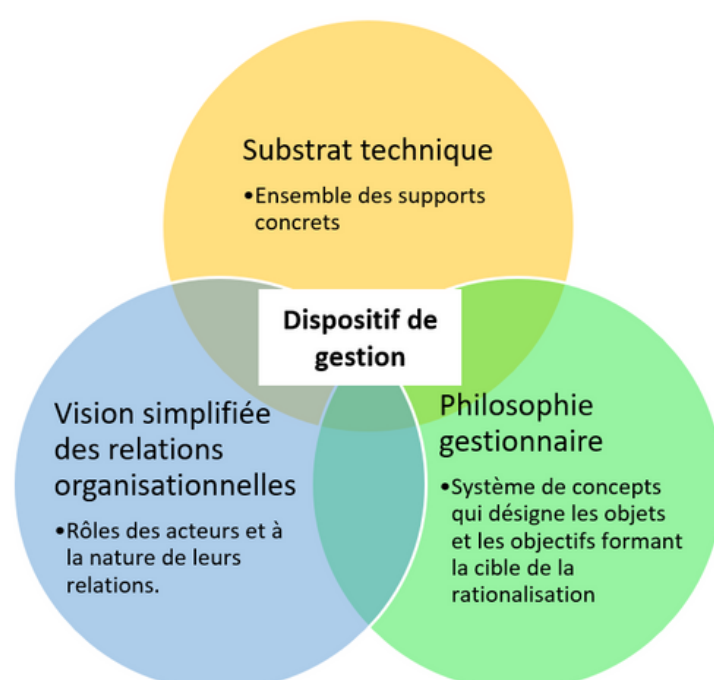 Substrat technique
•Ensemble des supports
concrets
Dispositif de
gestion
Vision simplifiée
des relations
organisationnelles
•Rôles des acteurs et à
la nature de leurs
relations.
Philosophie
gestionnaire
•Système de concepts
qui désigne les objets
et les objectifs formant
la cible de la
rationalisation